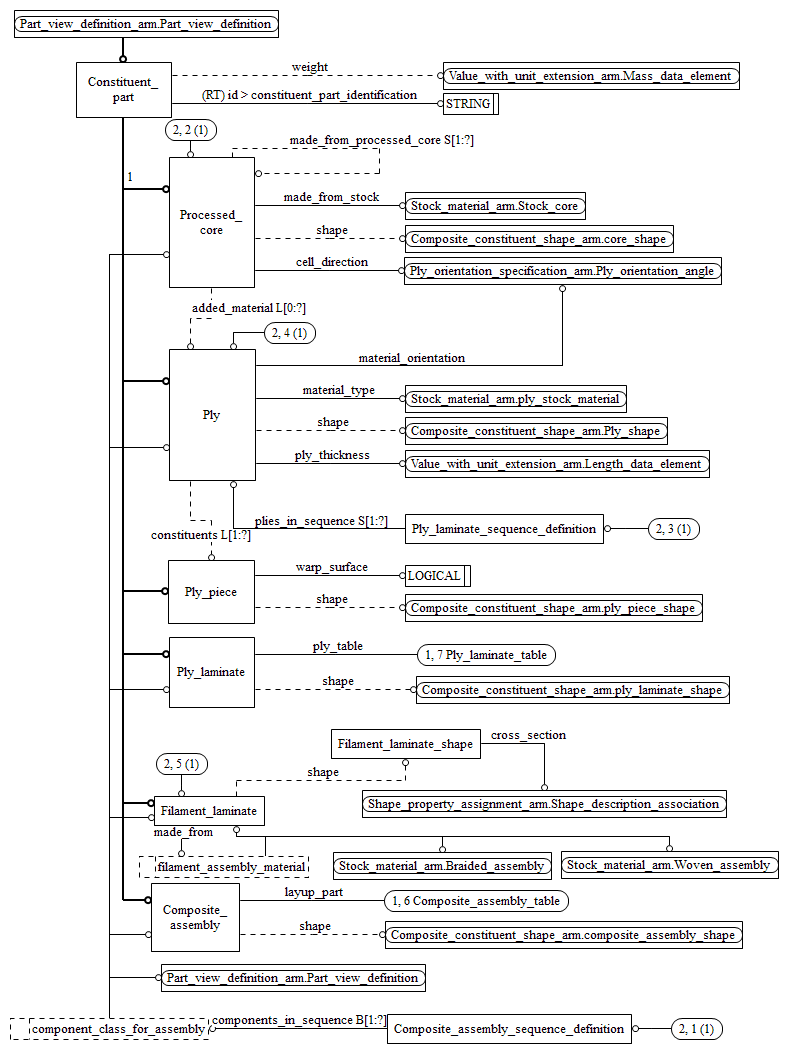 Part_view_definition_arm.Part_view_definition
weight
Constituent_
part
Value_with_unit_extension_arm.Mass_data_element
(RT) id > constituent_part_identification
STRING
2, 2 (1)
made_from_processed_core S[1:?]
1
made_from_stock
Stock_material_arm.Stock_core
Processed_
core
shape
Composite_constituent_shape_arm.core_shape
cell_direction
Ply_orientation_specification_arm.Ply_orientation_angle
added_material L[0:?]
2, 4 (1)
material_orientation
material_type
Stock_material_arm.ply_stock_material
Ply
shape
Composite_constituent_shape_arm.Ply_shape
ply_thickness
Value_with_unit_extension_arm.Length_data_element
plies_in_sequence S[1:?]
Ply_laminate_sequence_definition
2, 3 (1)
constituents L[1:?]
warp_surface
LOGICAL
Ply_piece
shape
Composite_constituent_shape_arm.ply_piece_shape
ply_table
1, 7 Ply_laminate_table
Ply_laminate
shape
Composite_constituent_shape_arm.ply_laminate_shape
cross_section
Filament_laminate_shape
2, 5 (1)
shape
Shape_property_assignment_arm.Shape_description_association
Filament_laminate
made_from
filament_assembly_material
Stock_material_arm.Braided_assembly
Stock_material_arm.Woven_assembly
layup_part
1, 6 Composite_assembly_table
Composite_
assembly
shape
Composite_constituent_shape_arm.composite_assembly_shape
Part_view_definition_arm.Part_view_definition
component_class_for_assembly
components_in_sequence B[1:?]
Composite_assembly_sequence_definition
2, 1 (1)